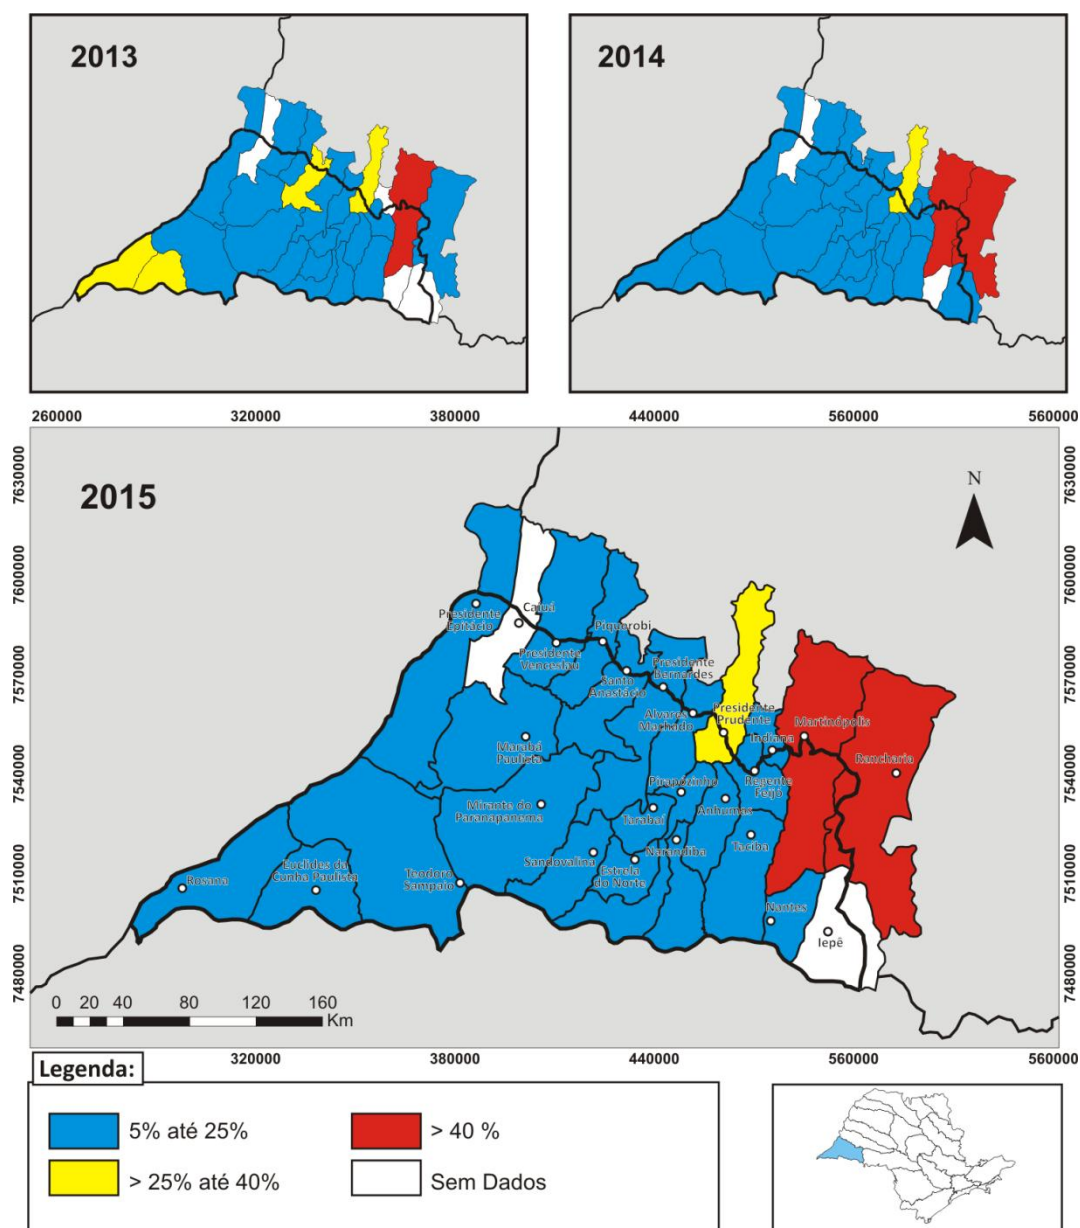 2013
2014
260000 320000 380000 440000 560000 560000
2015
N
7630000
7630000
7600000
7600000
7570000
7570000
7540000
7540000
7510000
7510000
7480000
7480000
Presidente
Epitácio
Caiuá
Presidente
Venceslau
Piquerobi
Santo
Anastácio
Presidente
Bernardes
Alvares
Machado
Presidente
Prudente
Indiana
Martinópolis
Rancharia
Marabá
Paulista
Mirante do
Paranapanema
Pirapózinho
Regente
Feijó
Tarabaí
Anhumas
Taciba
Sandovalina
Estrela
do Norte
Narandiba
Rosana
Euclides da
Cunha Paulista
Teodoro
Sampaio
Nantes
Iepê
0 20 40 80 120 160
Km
320000 380000 440000 560000 560000
Legenda:
5% até 25%
> 40 %
> 25% até 40%
Sem Dados